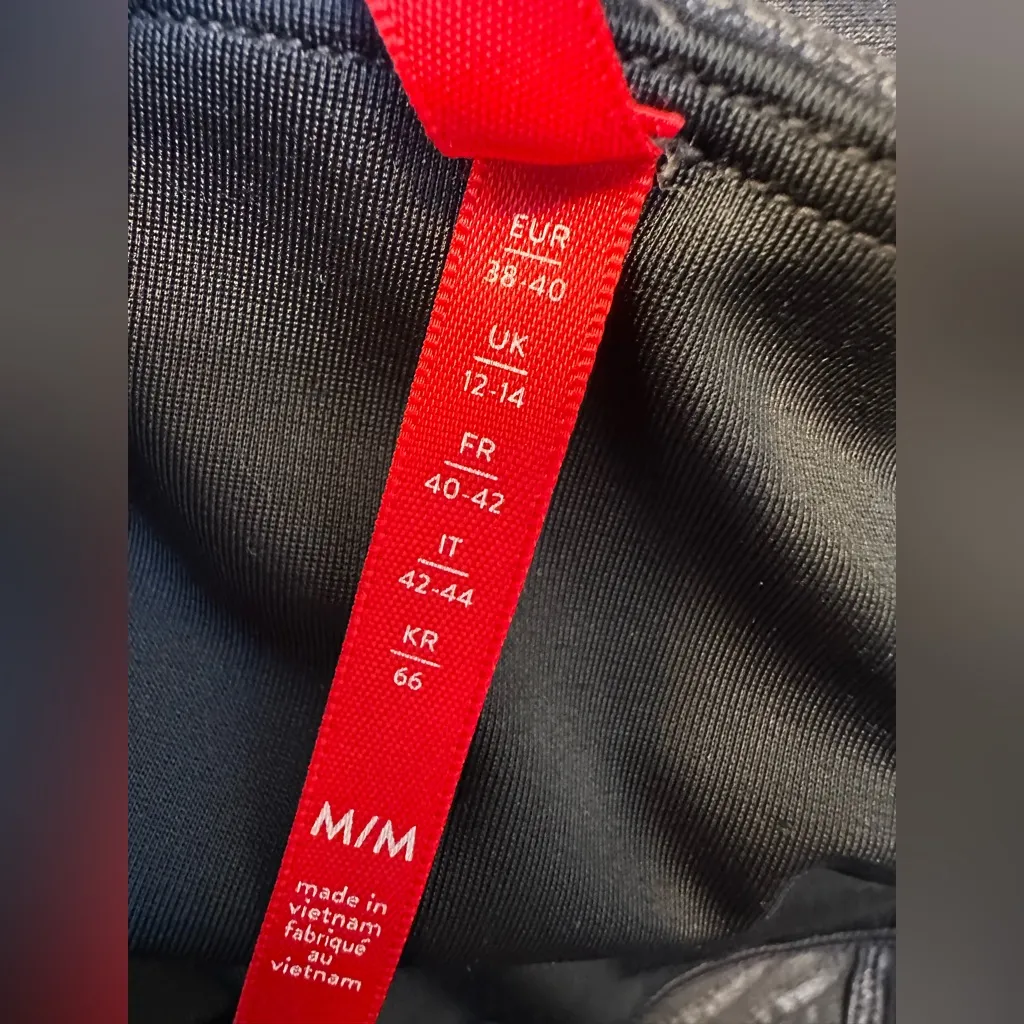 EUR
38-40
UK
12-14
FR
40-42
IT
42-44
KR
66
M/M
made in
vietnam
fabriqué
au
vietnam